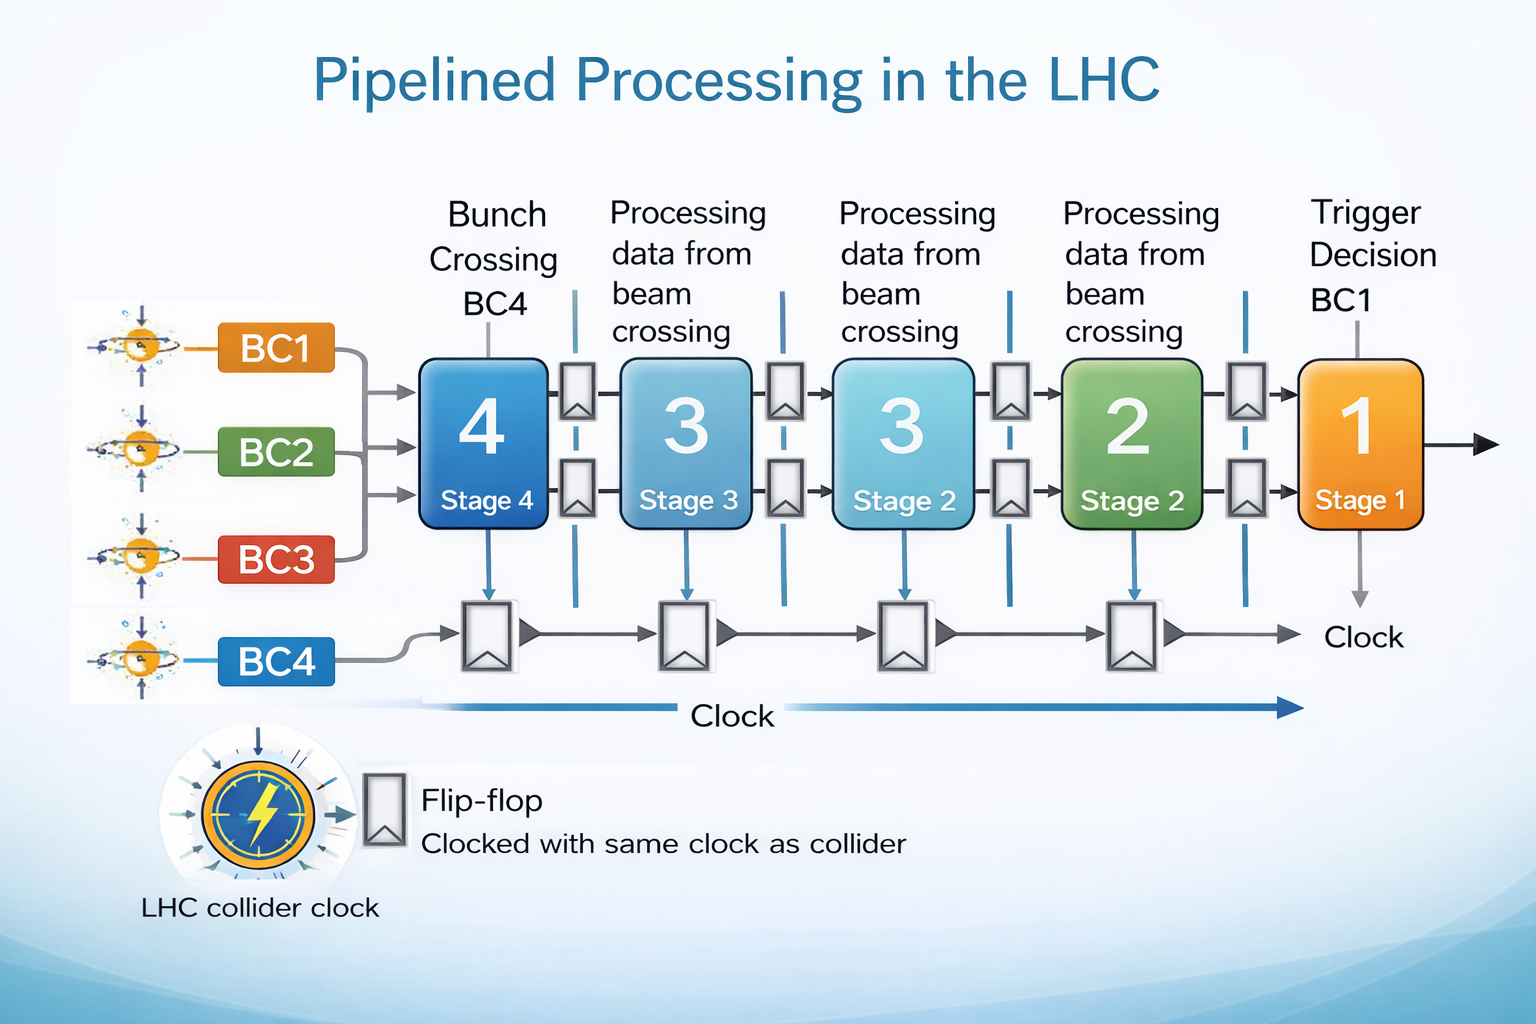 Pipelined Processing in the LHC
Bunch
Crossing
BC4
Processing
data from
beam
crossing
Processing
data from
beam
crossing
Processing
data from
beam
crossing
Trigger
Decision
BC1
BC1
BC2
BC3
BC4
4
Stage 4
3
Stage 3
3
Stage 2
2
Stage 2
1
Stage 1
Clock
Clock
Flip-flop
Clocked with same clock as collider
LHC collider clock